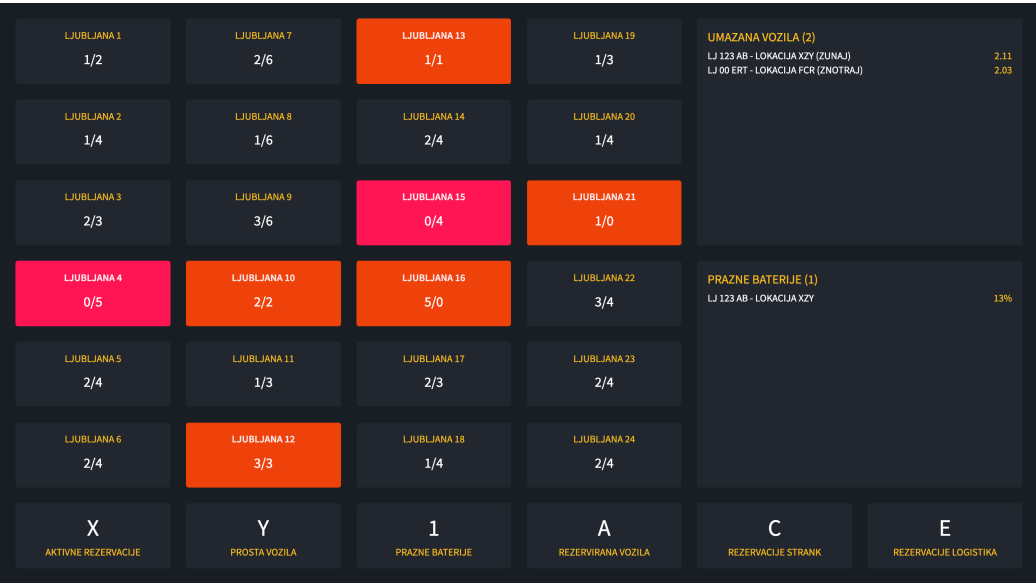 LJUBLJANA 1
1/2
LJUBLJANA 7
2/6
LJUBLJANA 13
1/1
LJUBLJANA 19
1/3
LJUBLJANA 2
1/4
LJUBLJANA 8
1/6
LJUBLJANA 14
2/4
LJUBLJANA 20
1/4
LJUBLJANA 3
2/3
LJUBLJANA 9
3/6
LJUBLJANA 15
0/4
LJUBLJANA 21
1/0
LJUBLJANA 4
0/5
LJUBLJANA 10
2/2
LJUBLJANA 16
5/0
LJUBLJANA 22
3/4
LJUBLJANA 5
2/4
LJUBLJANA 11
1/3
LJUBLJANA 17
2/3
LJUBLJANA 23
2/4
LJUBLJANA 6
2/4
LJUBLJANA 12
3/3
LJUBLJANA 18
1/4
LJUBLJANA 24
2/4
UMAZANA VOZILA (2)
LJ 123 AB - LOKACIJA XZY (ZUNAJ) 2.11
LJ 00 ERT - LOKACIJA FCR (ZNOTRAJ) 2.03
PRAZNE BATERIJE (1)
LJ 123 AB - LOKACIJA XZY 13%
X
AKTIVNE REZERVACIJE
Y
PROSTA VOZILA
1
PRAZNE BATERIJE
A
REZERVIRANA VOZILA
C
REZERVACIJE STRANK
E
REZERVACIJE LOGISTIKA